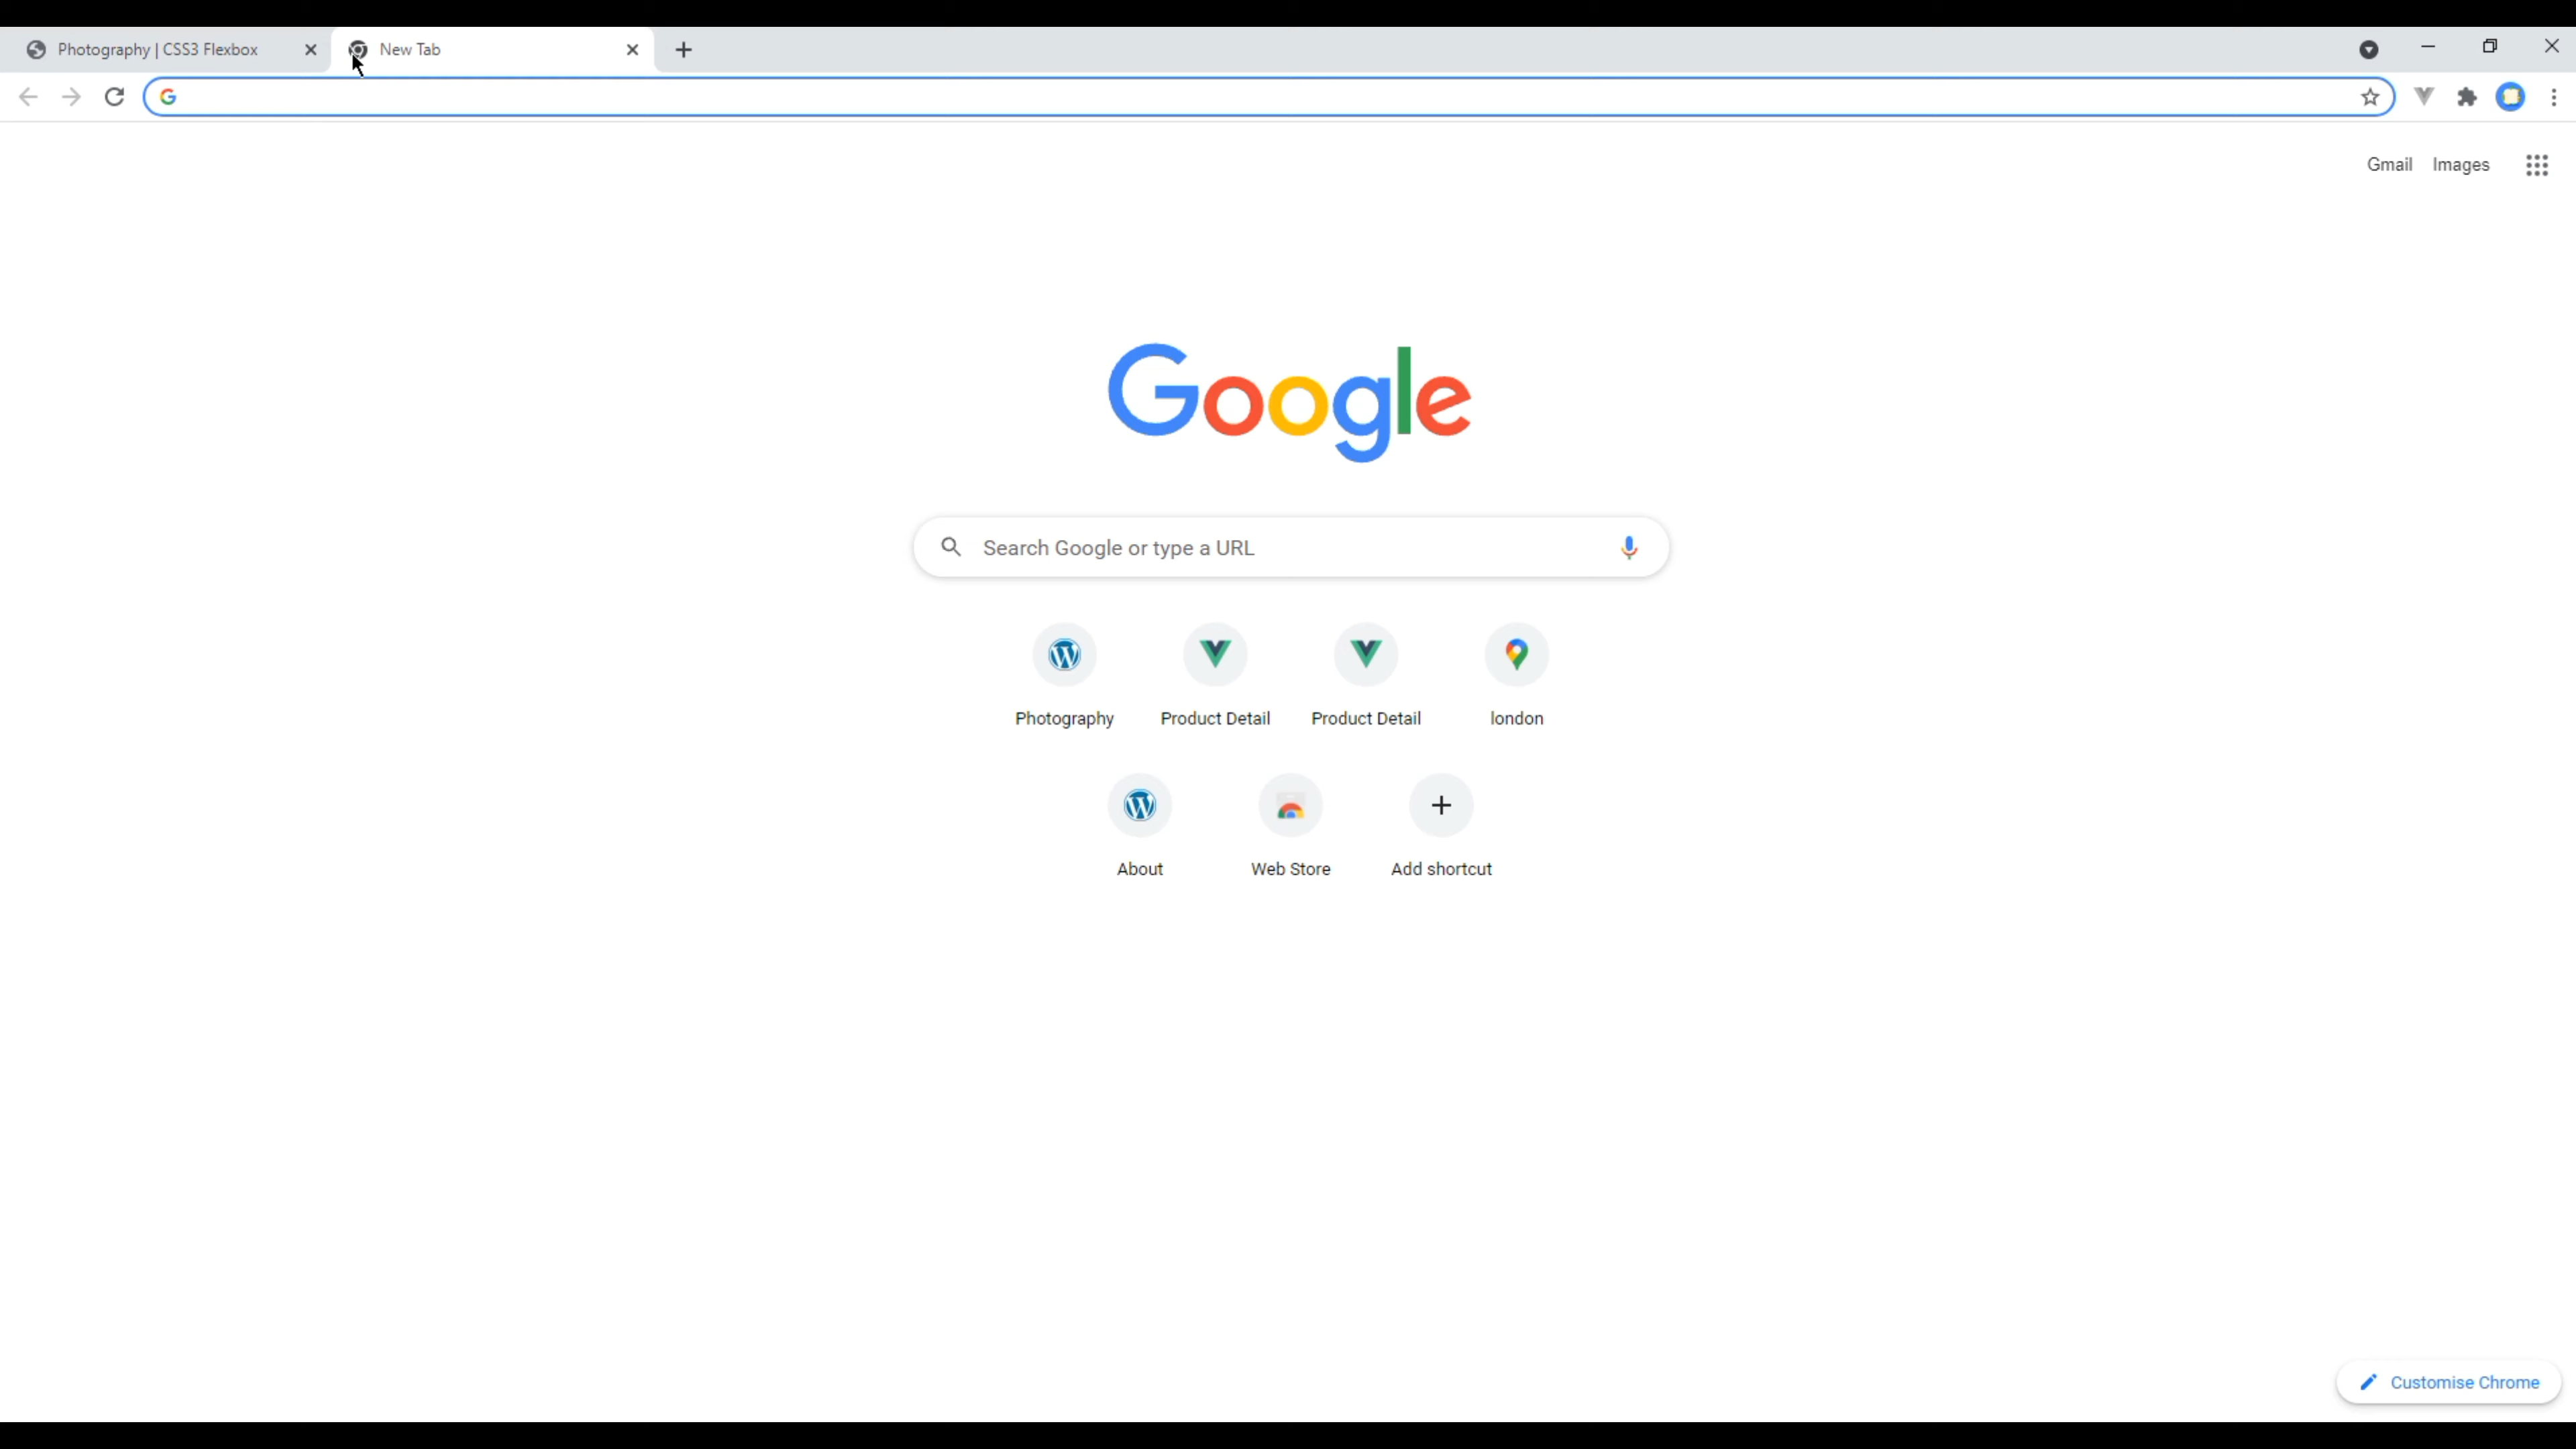 Photography | CSS3 Flexbox
New Tab
Gmail Images
Google
Search Google or type a URL
Photography Product Detail Product Detail london
About Web Store Add shortcut
Customise Chrome